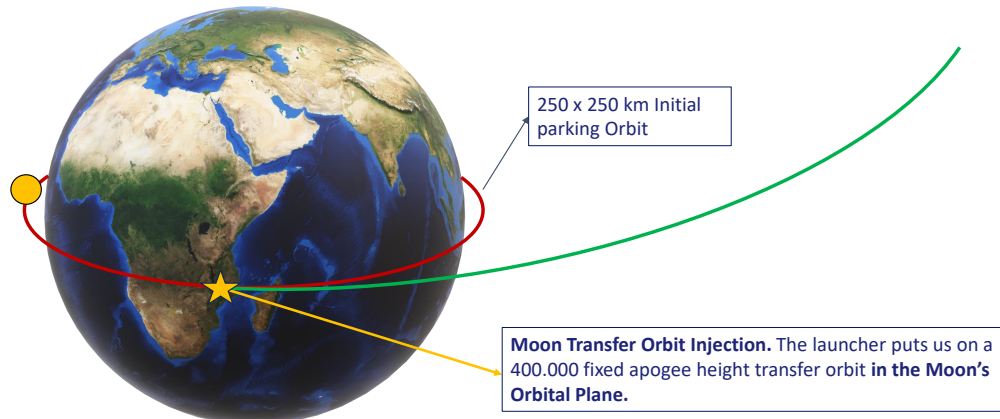 250 x 250 km Initial
parking Orbit
Moon Transfer Orbit Injection. The launcher puts us on a
400.000 fixed apogee height transfer orbit in the Moon's
Orbital Plane.